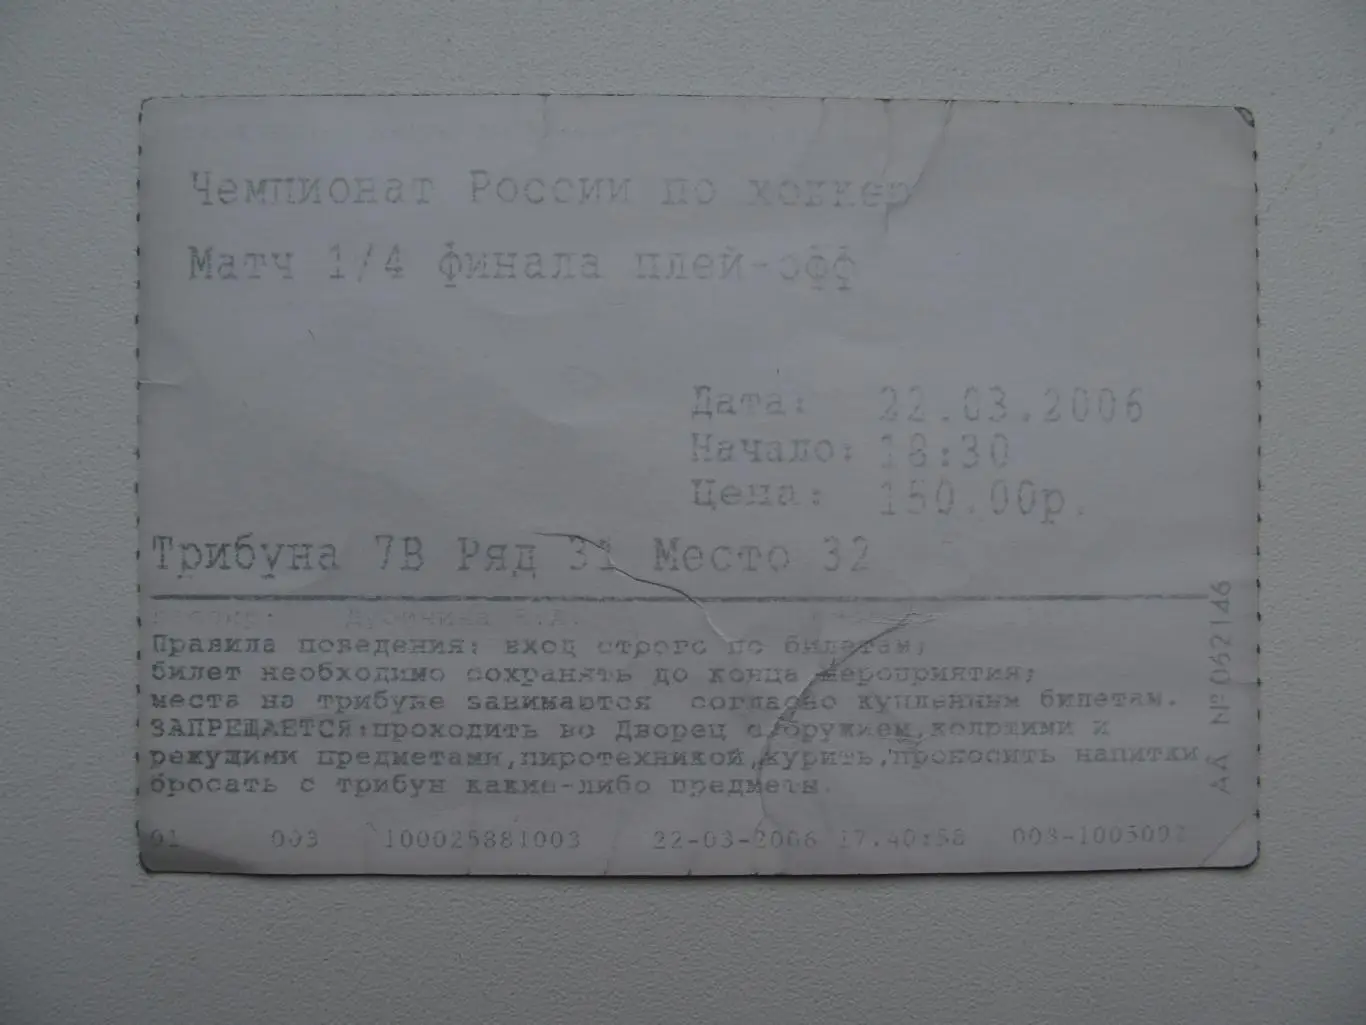 Чемпионат России по хоккею
Матч 1/4 финала плей-офф
Дата: 22.03.2006
Начало: 18:30
Цена: 150.00р.
Трибуна 7В Ряд 31 Место 32
Правила поведения: вход строго по билетам;
билет необходимо сохранять до конца мероприятия;
места на трибуне занимаются согласно купленным билетам.
ЗАПРЕЩАЕТСЯ:проходить во Дворец с оружием,колющими и
режущими предметами,пиротехникой,курить,проносить напитки
бросать с трибун какие-либо предметы.
01 003 100025881003 22-03-2006 17.40:58
АА № 062146